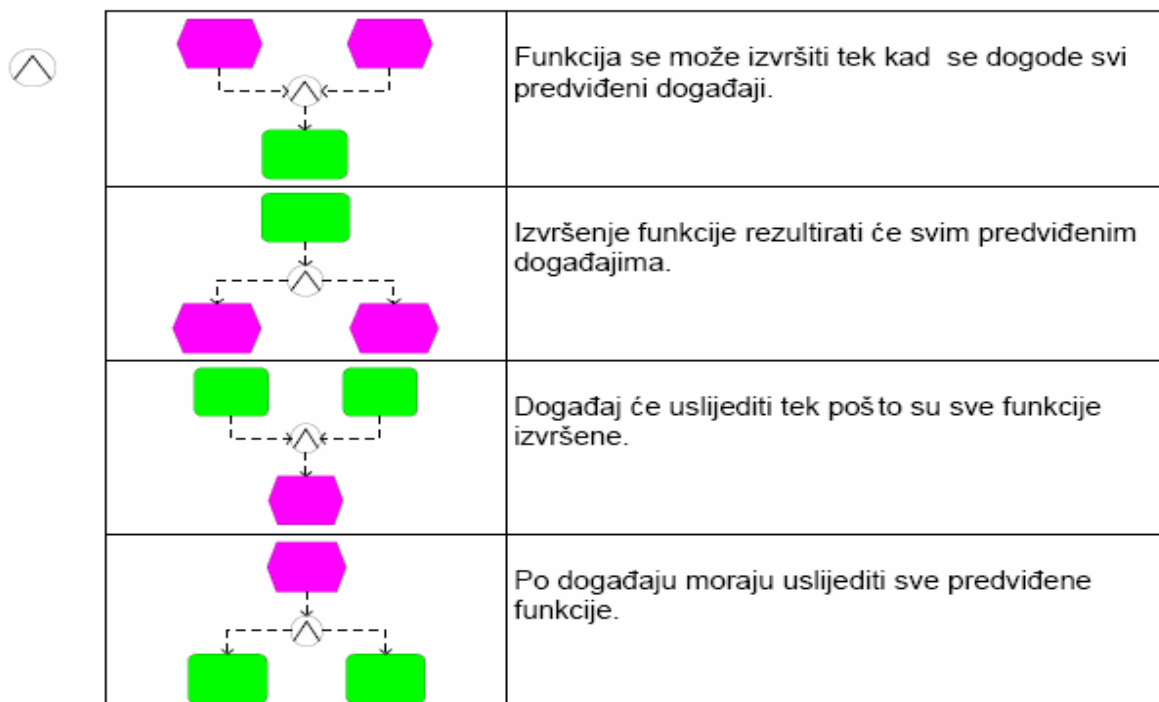 Funkcija se može izvršiti tek kad se dogode svi
predviđeni događaji.
Izvršenje funkcije rezultirati će svim predviđenim
događajima.
Događaj će uslijediti tek pošto su sve funkcije
izvršene.
Po događaju moraju uslijediti sve predviđene
funkcije.